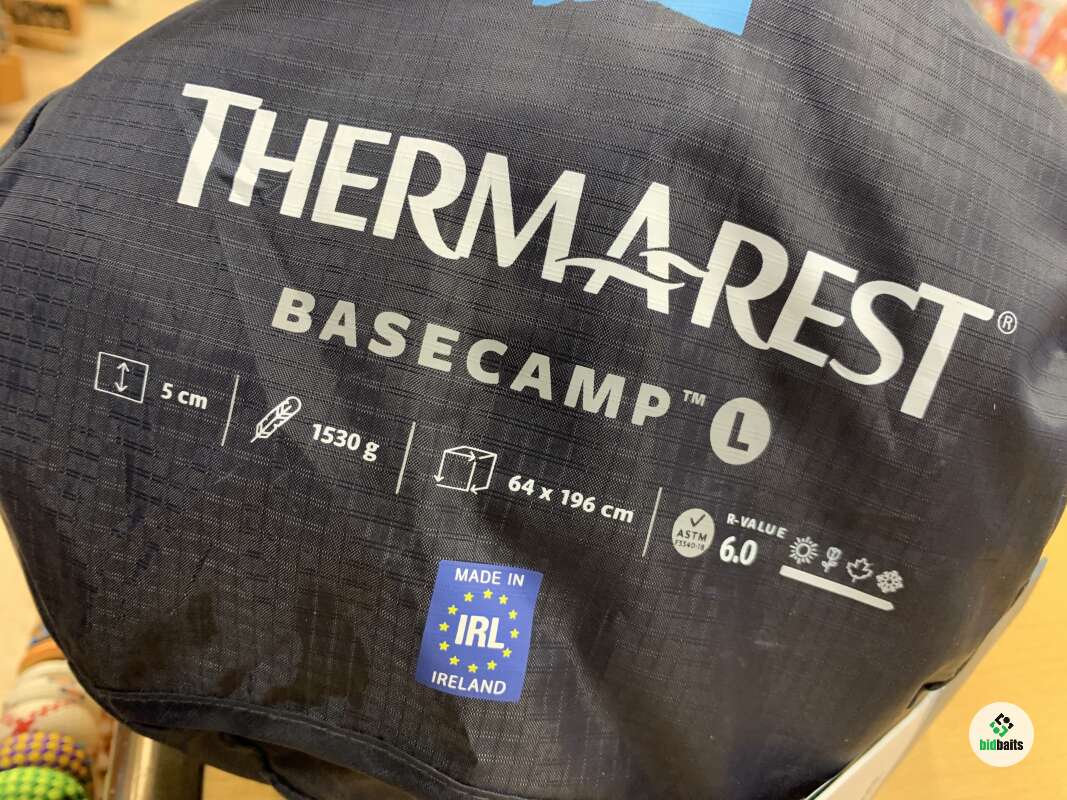 THERMAREST®
BASECAMP™ L
5 cm
1530 g
64 x 196 cm
ASTM
F3340-18
R-VALUE
6.0
MADE IN
IRL
IRELAND
bidbaits